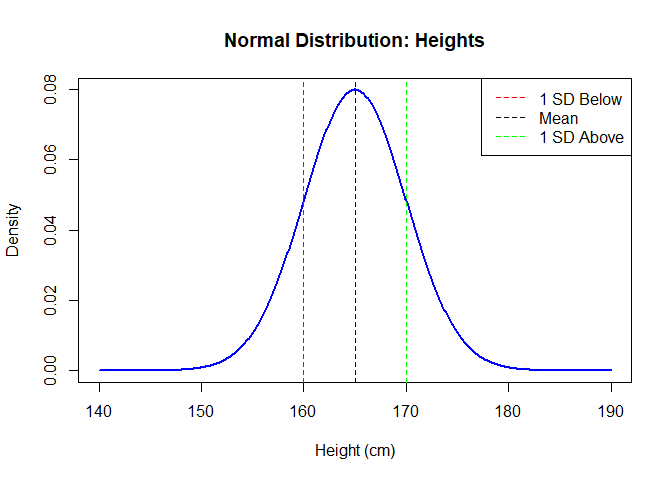 Normal Distribution: Heights
1 SD Below
Mean
1 SD Above
Density
0.08
0.06
0.04
0.02
0.00
140 150 160 170 180 190
Height (cm)